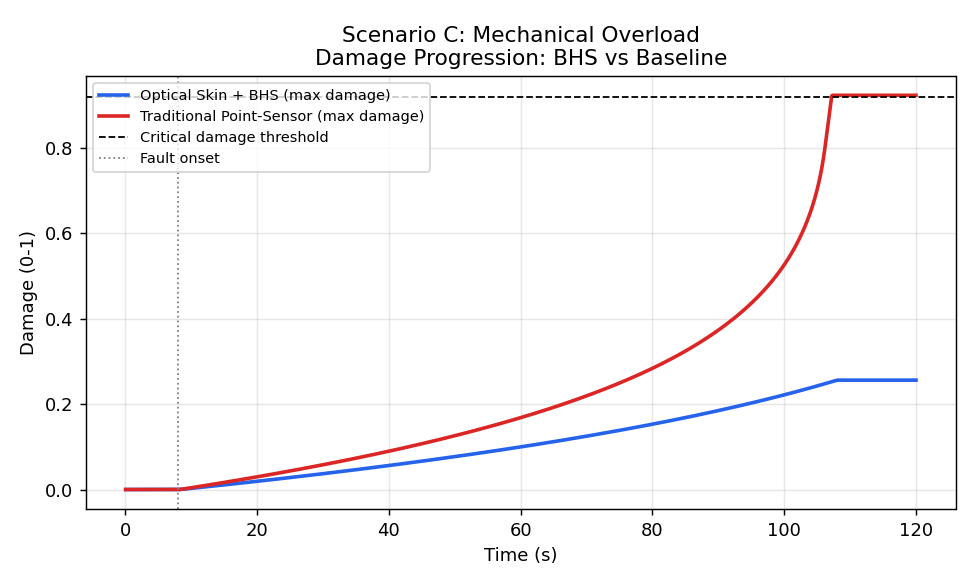 Scenario C: Mechanical Overload
Damage Progression: BHS vs Baseline
Optical Skin + BHS (max damage)
Traditional Point-Sensor (max damage)
Critical damage threshold
Fault onset
Damage (0-1)
0.8
0.6
0.4
0.2
0.0
0 20 40 60 80 100 120
Time (s)